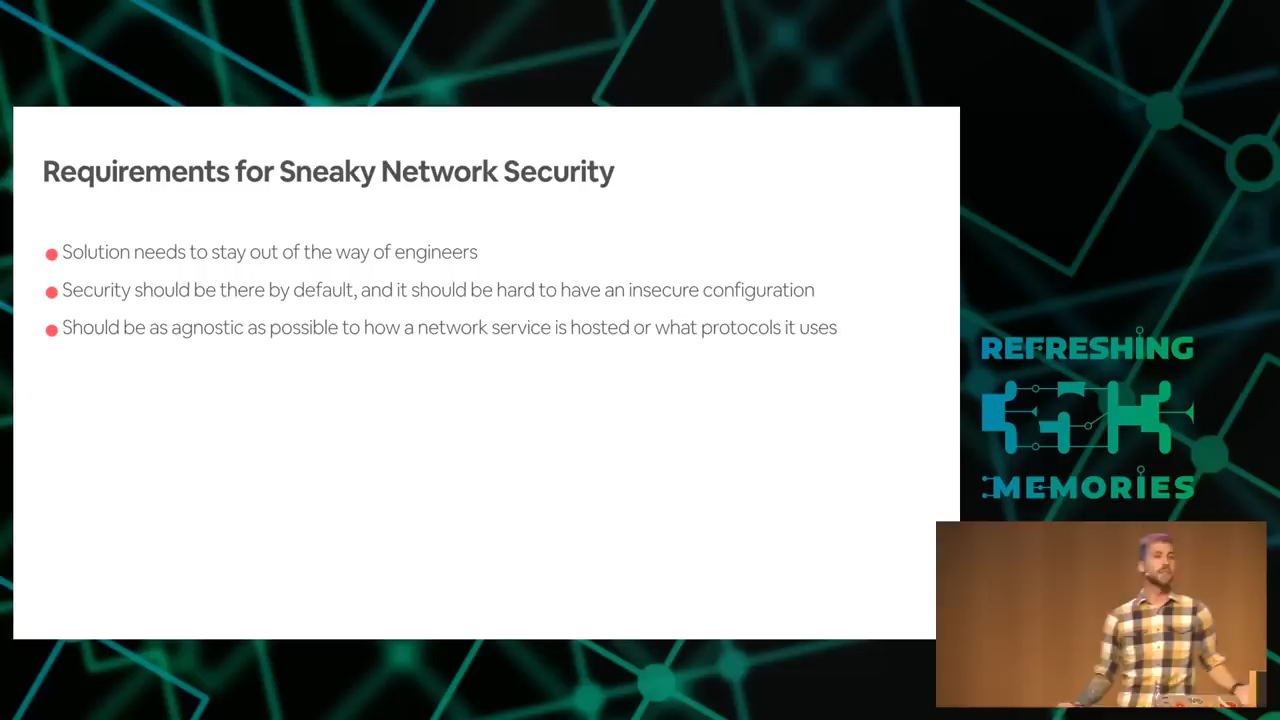 Requirements for Sneaky Network Security
Solution needs to stay out of the way of engineers
Security should be there by default, and it should be hard to have an insecure configuration
Should be as agnostic as possible to how a network service is hosted or what protocols it uses
REFRESHING
MEMORIES